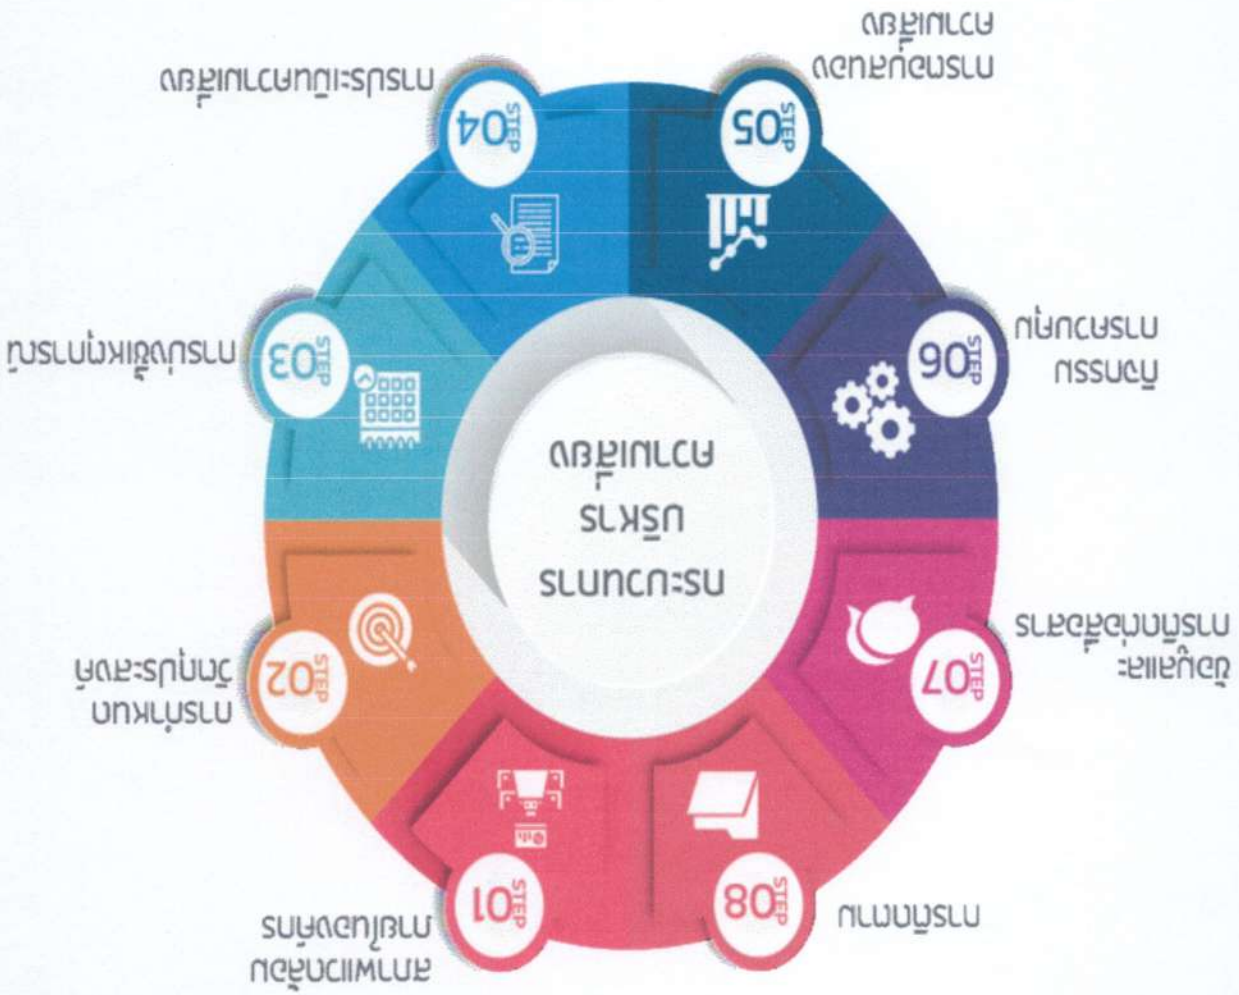 กระบวนการ
บริหาร
ความเสี่ยง
STEP
01
สภาพแวดล้อม
ภายในองค์กร
STEP
02
การกำหนด
วัตถุประสงค์
STEP
03
การบ่งชี้เหตุการณ์
STEP
04
การประเมินความเสี่ยง
STEP
05
การตอบสนอง
ความเสี่ยง
STEP
06
กิจกรรม
การควบคุม
STEP
07
ข้อมูลและ
การติดต่อสื่อสาร
STEP
08
การติดตาม